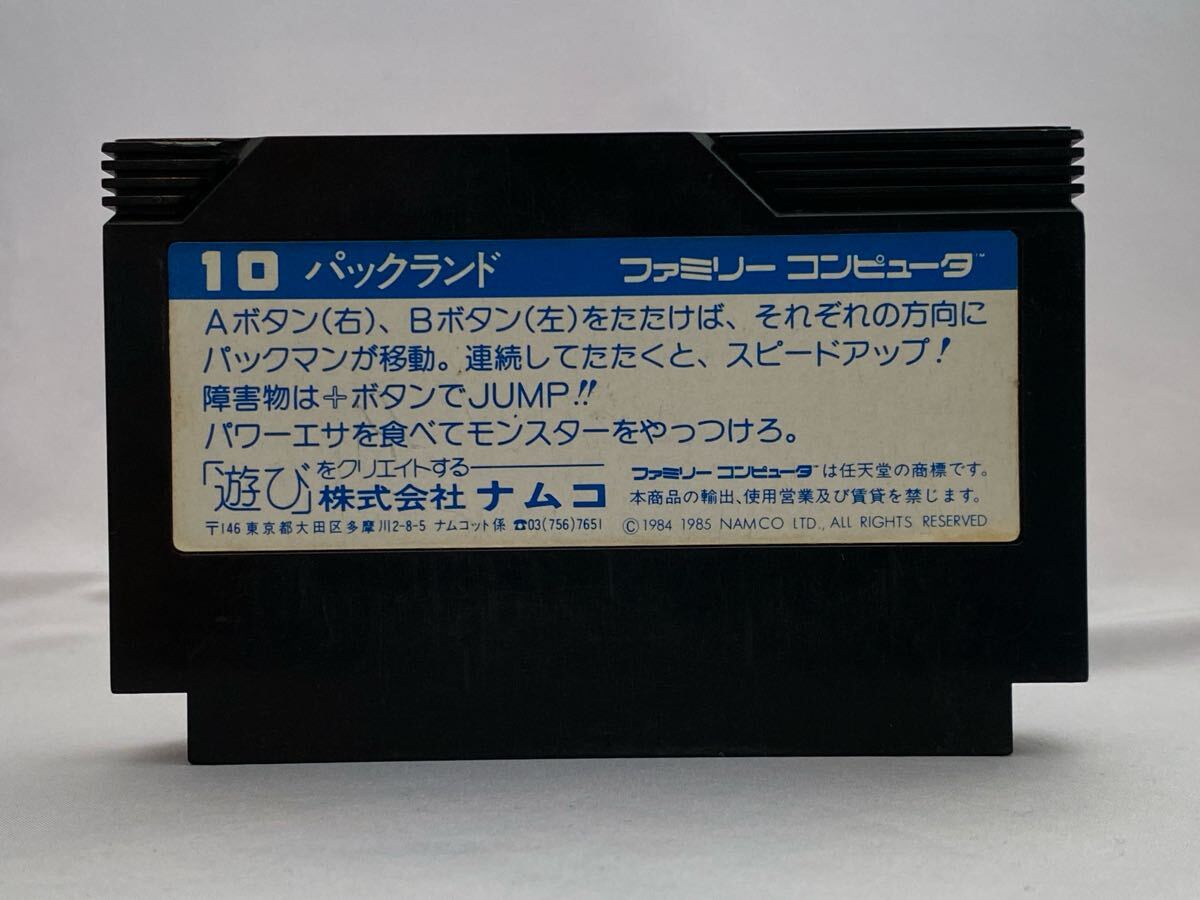 10 パックランド ファミリー コンピュータ™
Aボタン(右)、Bボタン(左)をたたけば、それぞれの方向に
パックマンが移動。連続してたたくと、スピードアップ!
障害物は+ボタンでJUMP!!
パワーエサを食べてモンスターをやっつけろ。
「遊び」をクリエイトする——
株式会社 ナムコ
〒146 東京都大田区多摩川2-8-5 ナムコット係 ☎03(756)7651
ファミリー コンピュータ™は任天堂の商標です。
本商品の輸出、使用営業及び賃貸を禁じます。
©1984 1985 NAMCO LTD., ALL RIGHTS RESERVED